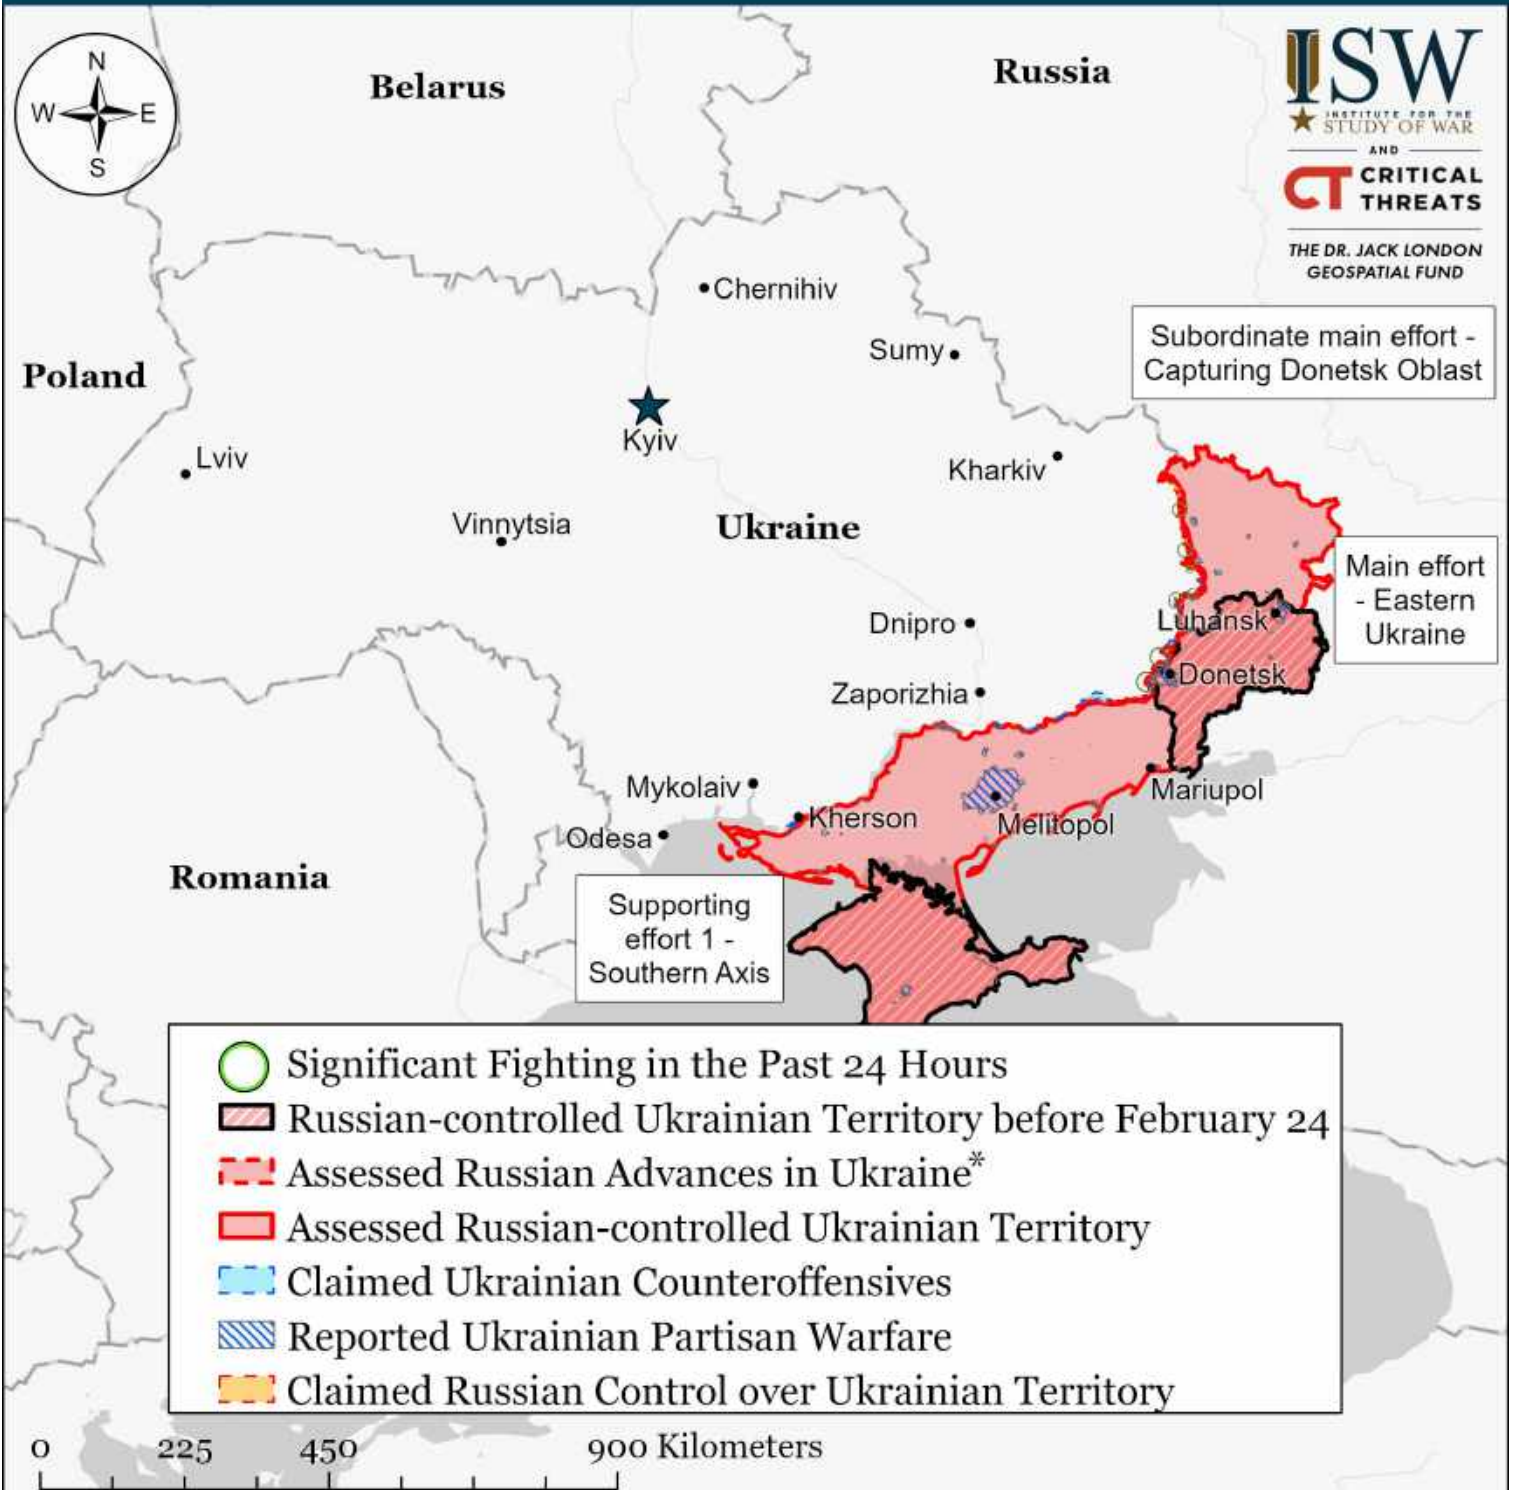 N
W
E
S
Belarus
Russia
ISW
INSTITUTE FOR THE
STUDY OF WAR
AND
CT CRITICAL
THREATS
THE DR. JACK LONDON
GEOSPATIAL FUND
Chernihiv
Subordinate main effort -
Capturing Donetsk Oblast
Sumy
Poland
Kyiv
Lviv
Kharkiv
Vinnytsia
Ukraine
Main effort
- Eastern
Ukraine
Dnipro
Luhansk
Donetsk
Zaporizhia
Mykolaiv
Mariupol
Kherson
Melitopol
Odesa
Romania
Supporting
effort 1 -
Southern Axis
Significant Fighting in the Past 24 Hours
Russian-controlled Ukrainian Territory before February 24
Assessed Russian Advances in Ukraine*
Assessed Russian-controlled Ukrainian Territory
Claimed Ukrainian Counteroffensives
Reported Ukrainian Partisan Warfare
Claimed Russian Control over Ukrainian Territory
0 225 450 900 Kilometers